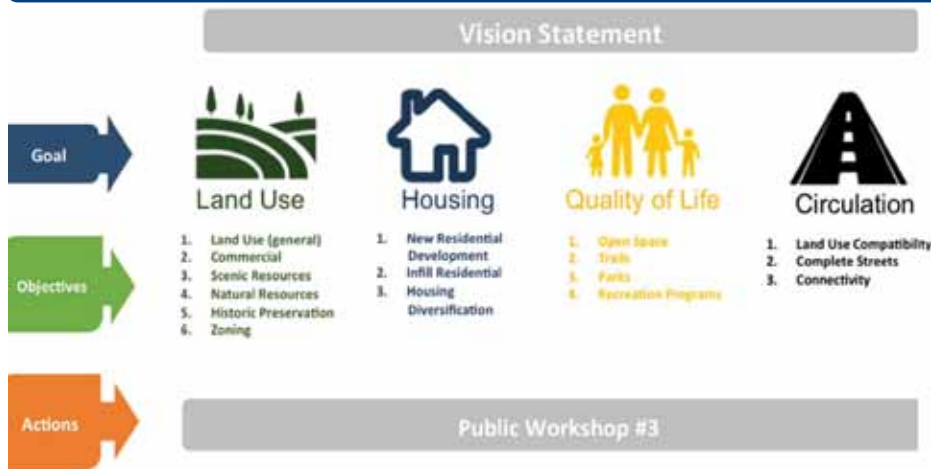 Vision Statement
Goal
Land Use
Housing
Quality of Life
Circulation
Objectives
1. Land Use (general)
2. Commercial
3. Scenic Resources
4. Natural Resources
5. Historic Preservation
6. Zoning
1. New Residential
Development
2. Infill Residential
3. Housing
Diversification
1. Open Space
2. Trails
3. Parks
4. Recreation Programs
1. Land Use Compatibility
2. Complete Streets
3. Connectivity
Actions
Public Workshop #3